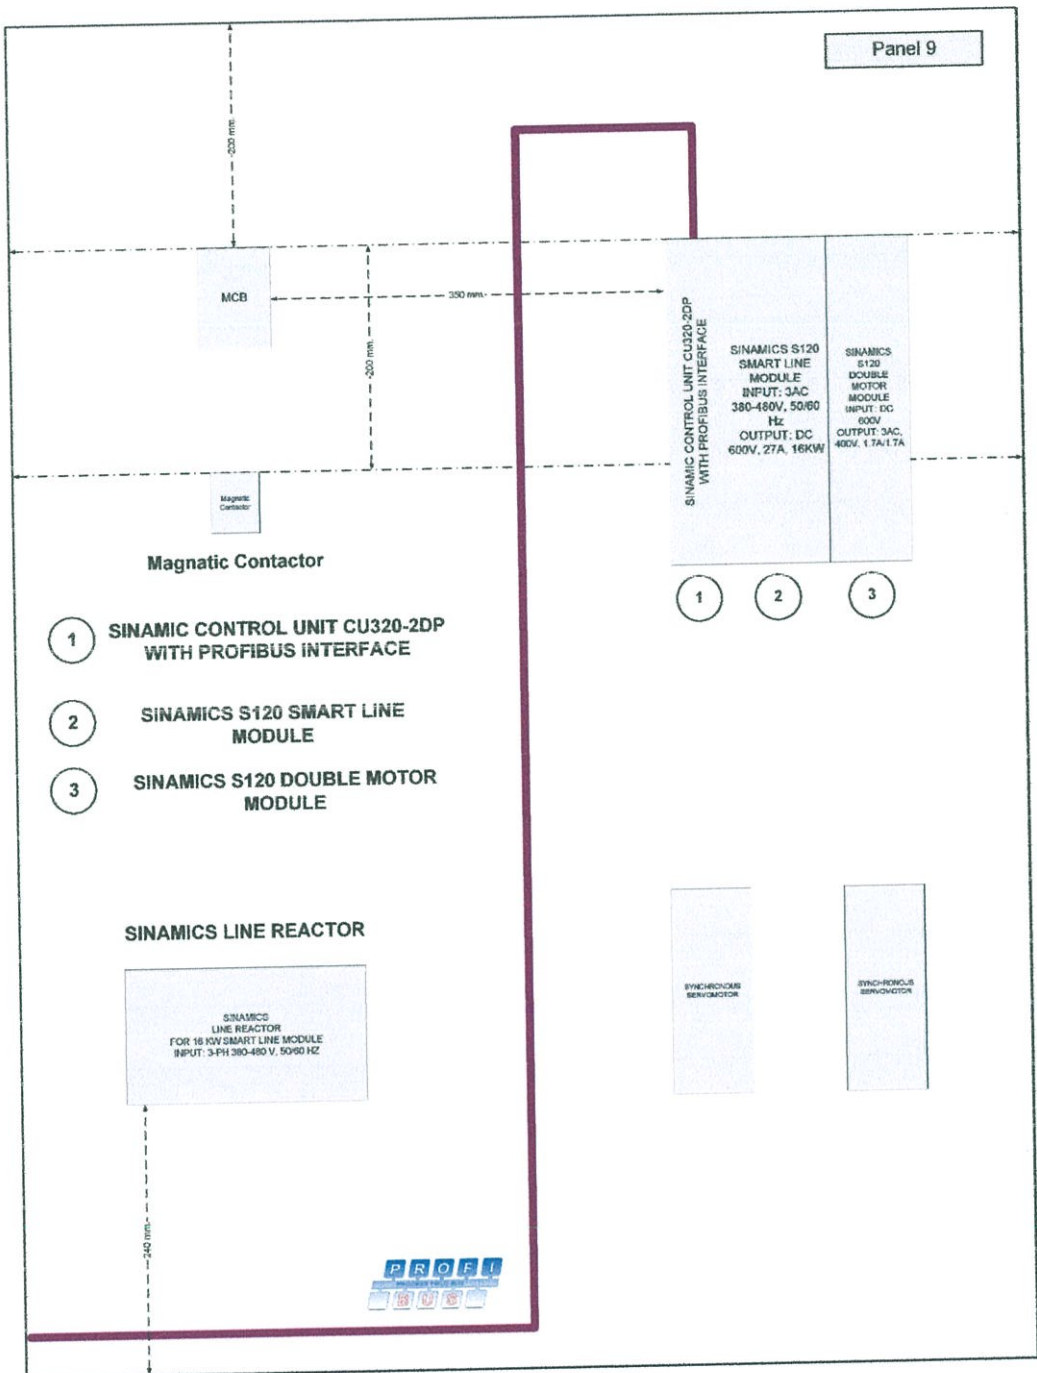 Panel 9
-200 mm.
MCB
350 mm.
-200 mm.
SINAMIC CONTROL UNIT CU320-2DP
WITH PROFIBUS INTERFACE
SINAMICS S120
SMART LINE
MODULE
INPUT: 3AC
380-480V, 50/60
Hz
OUTPUT: DC
600V, 27A, 16KW
SINAMICS
S120
DOUBLE
MOTOR
MODULE
INPUT: DC
600V
OUTPUT: 3AC,
400V, 1.7A/1.7A
Magnetic
Contactor
Magnatic Contactor
1
2
3
1
SINAMIC CONTROL UNIT CU320-2DP
WITH PROFIBUS INTERFACE
2
SINAMICS S120 SMART LINE
MODULE
3
SINAMICS S120 DOUBLE MOTOR
MODULE
SINAMICS LINE REACTOR
SINAMICS
LINE REACTOR
FOR 16 KW SMART LINE MODULE
INPUT: 3-PH 380-480 V, 50/60 HZ
SYNCHRONOUS
SERVOMOTOR
SYNCHRONOUS
SERVOMOTOR
240 mm.
PROFI
PROCESS FIELD BUS
BUS